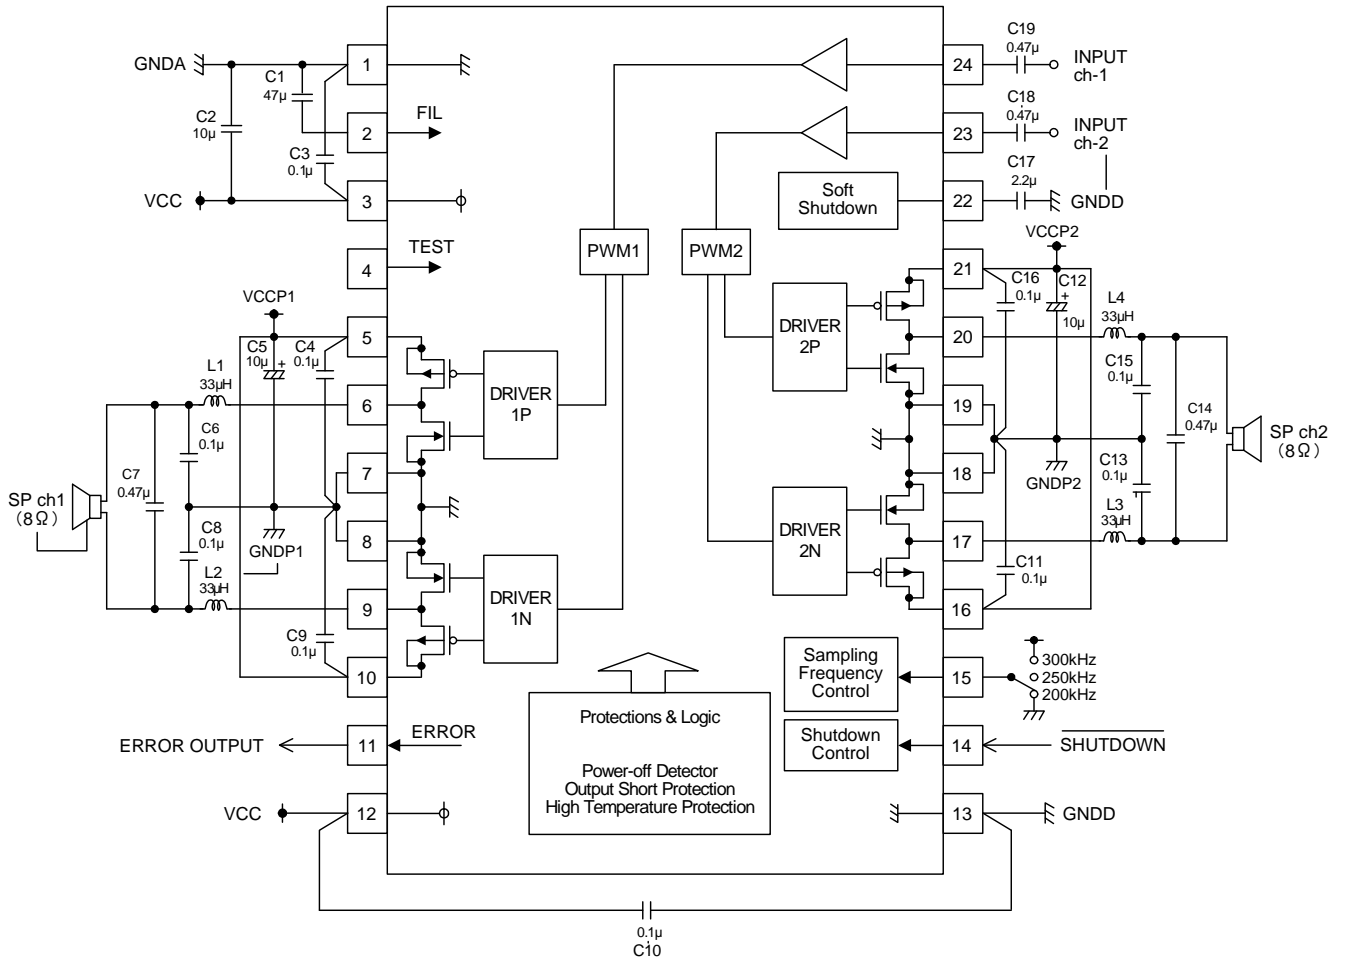 GNDA
C1
47μ
C2
10μ
C3
0.1μ
VCC
1
FIL
2
3
TEST
4
VCCP1
C5
10μ
+
C4
0.1μ
5
L1
33μH
6
C6
0.1μ
C7
0.47μ
7
SP ch1
(8Ω)
C8
0.1μ
GNDP1
8
L2
33μH
9
C9
0.1μ
10
ERROR OUTPUT
11
ERROR
VCC
12
PWM1
PWM2
DRIVER
1P
DRIVER
1N
DRIVER
2P
DRIVER
2N
Soft
Shutdown
Protections & Logic
Power-off Detector
Output Short Protection
High Temperature Protection
Sampling
Frequency
Control
Shutdown
Control
24
C19
0.47μ
INPUT
ch-1
23
C18
0.47μ
INPUT
ch-2
22
C17
2.2μ
GNDD
VCCP2
21
C16
0.1μ
C12
+
10μ
20
L4
33μH
C15
0.1μ
19
C14
0.47μ
SP ch2
(8Ω)
18
GNDP2
C13
0.1μ
17
L3
33μH
C11
0.1μ
16
15
300kHz
250kHz
200kHz
14
SHUTDOWN
13
GNDD
0.1μ
C10